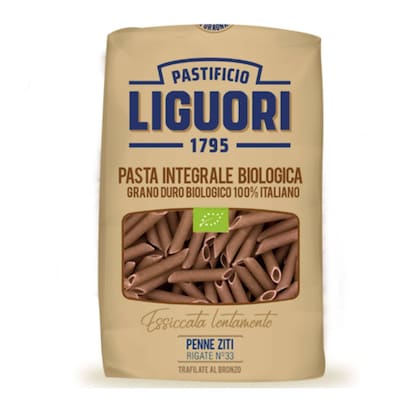 PASTIFICIO
LIGUORI
1795
PASTA INTEGRALE BIOLOGICA
GRANO DURO BIOLOGICO 100% ITALIANO
Essiccata lentamente
PENNE ZITI
RIGATE N°33
TRAFILATE AL BRONZO